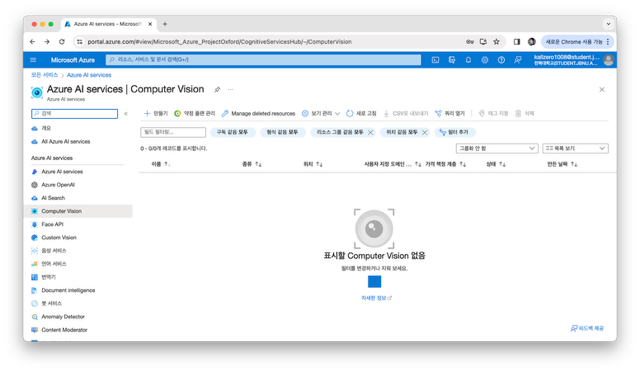 Azure AI services - Microsoft
portal.azure.com/#view/Microsoft_Azure_ProjectOxford/CognitiveServicesHub/~/ComputerVision
새로운 Chrome 사용 가능
Microsoft Azure
리소스, 서비스 및 문서 검색(G+/)
kalizero1008@student.j...
전북대학교(STUDENT.JBNU.A...
모든 서비스 > Azure AI services
Azure AI services | Computer Vision
Azure AI services
검색
만들기
약정 플랜 관리
Manage deleted resources
보기 관리
새로 고침
CSV로 내보내기
쿼리 열기
태그 지정
삭제
개요
All Azure AI services
Azure AI services
Azure AI services
Azure OpenAI
AI Search
Computer Vision
Face API
Custom Vision
음성 서비스
언어 서비스
번역기
Document intelligence
봇 서비스
Anomaly Detector
Content Moderator
필드 필터링...
구독 같음 모두
형식 같음 모두
리소스 그룹 같음 모두
위치 같음 모두
필터 추가
0 - 0/0개 레코드를 표시합니다.
그룹화 안 함
목록 보기
이름
종류
위치
사용자 지정 도메인 ...
가격 책정 계층
상태
만든 날짜
표시할 Computer Vision 없음
필터를 변경하거나 지워 보세요.
자세한 정보
피드백 제공